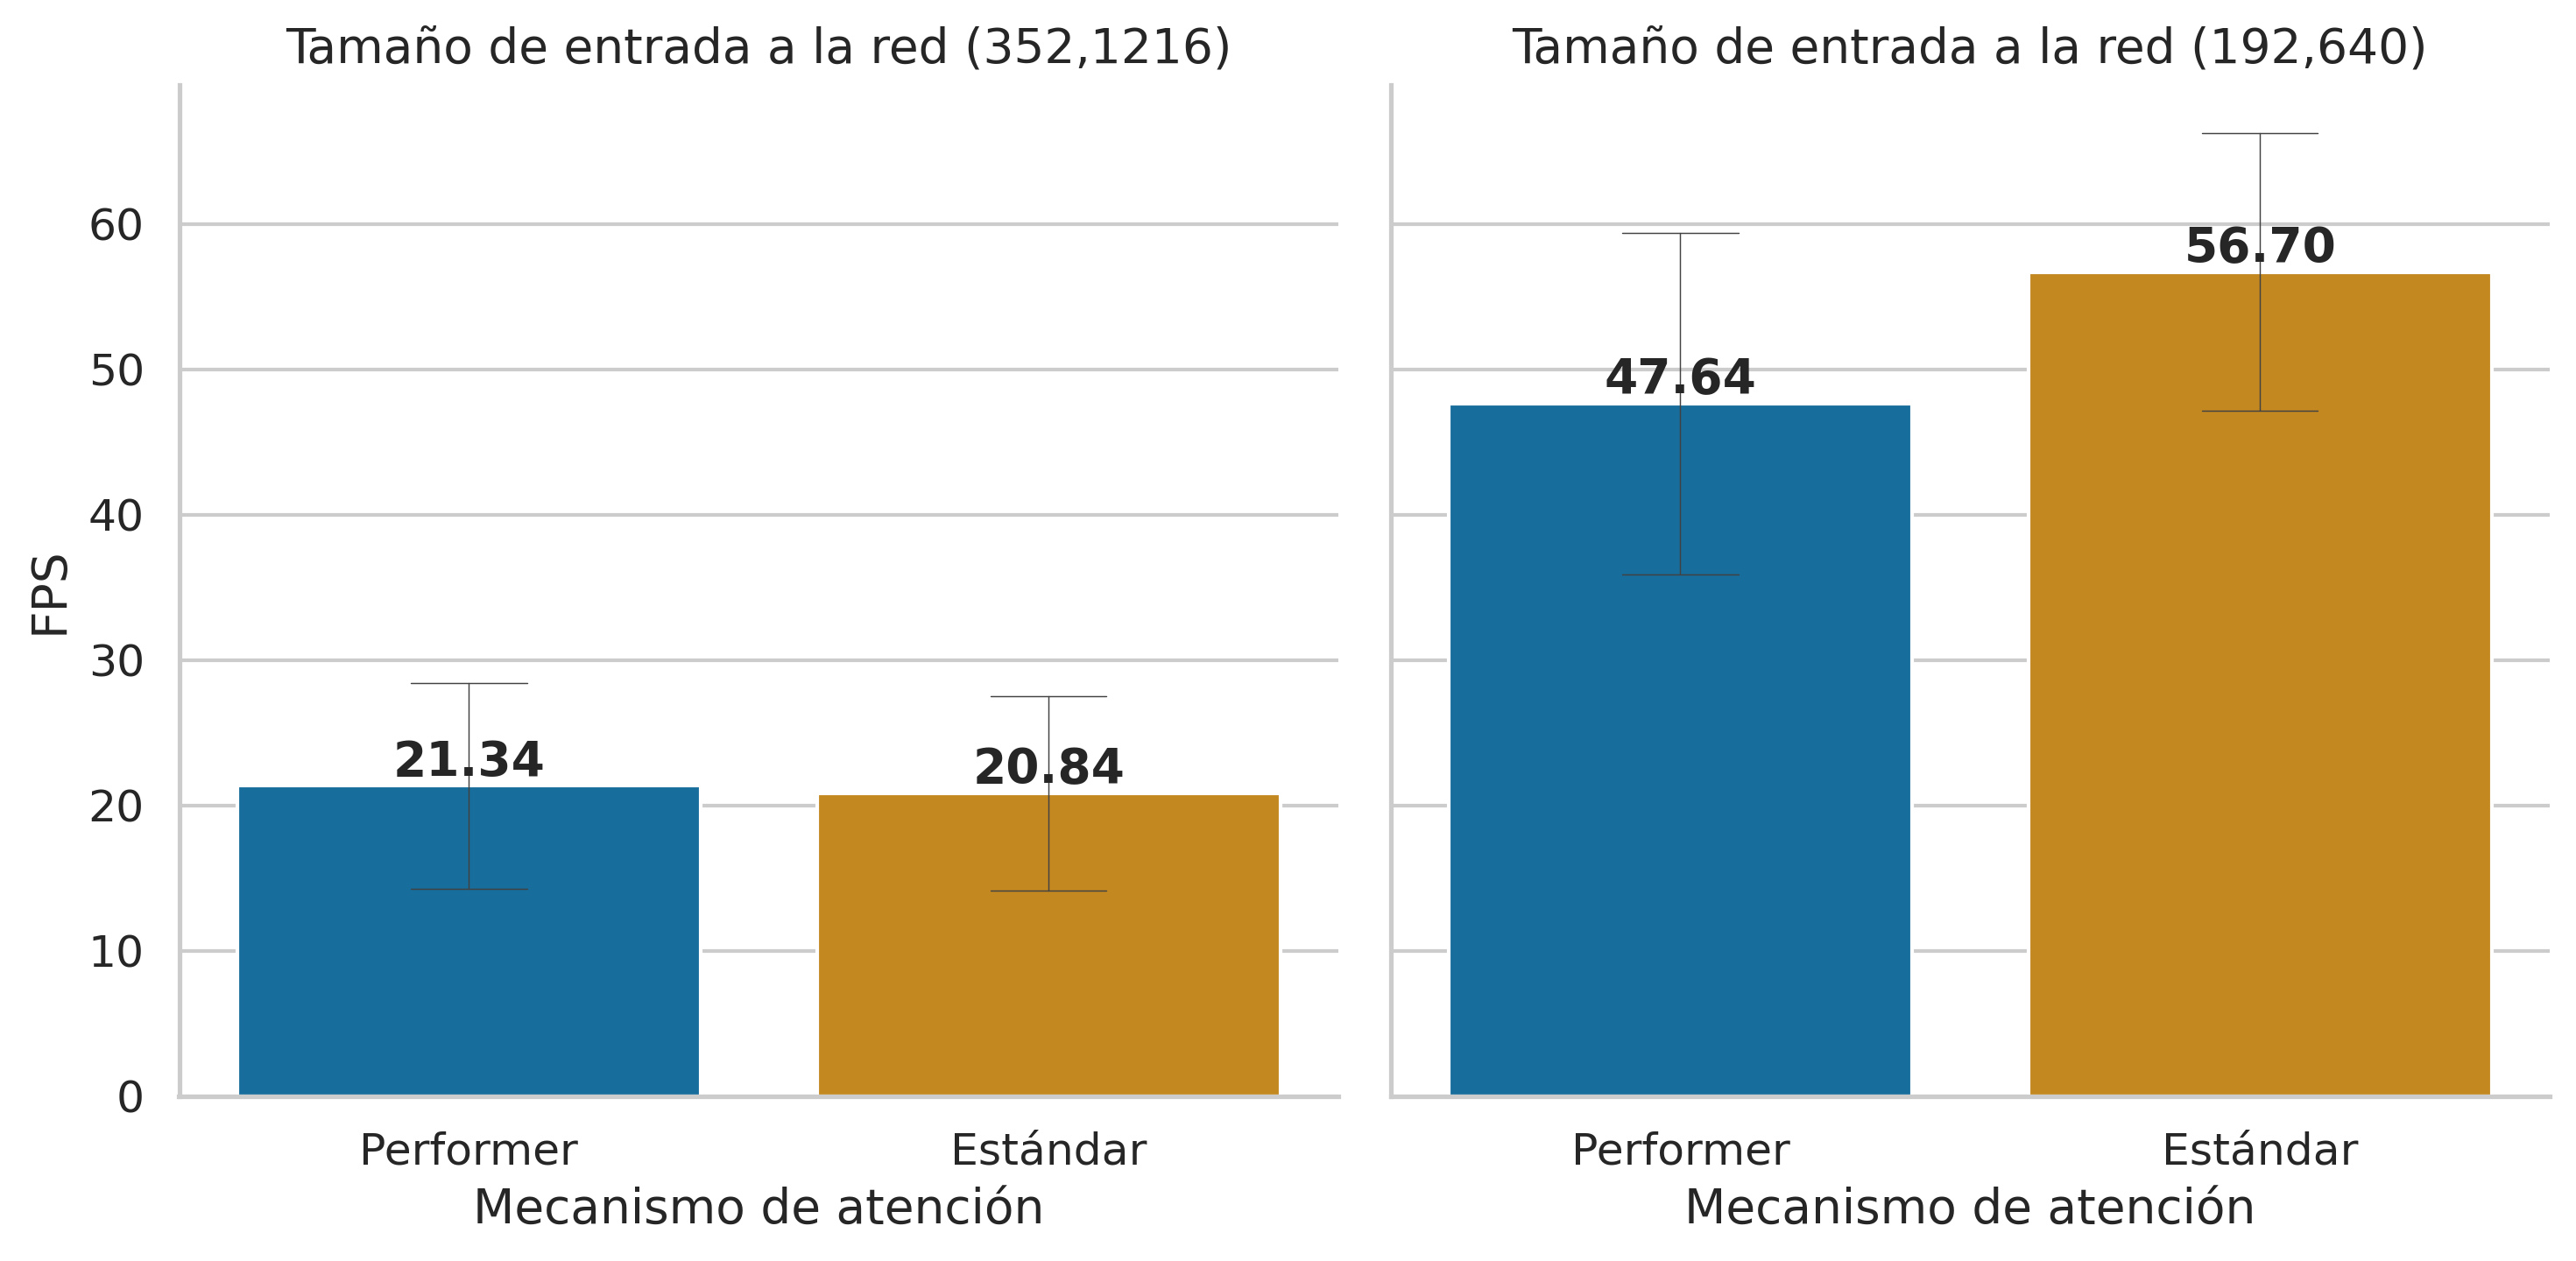 Tamaño de entrada a la red (352,1216)
Tamaño de entrada a la red (192,640)
FPS
60
50
40
30
20
10
0
21.34
20.84
47.64
56.70
Performer
Estándar
Performer
Estándar
Mecanismo de atención
Mecanismo de atención